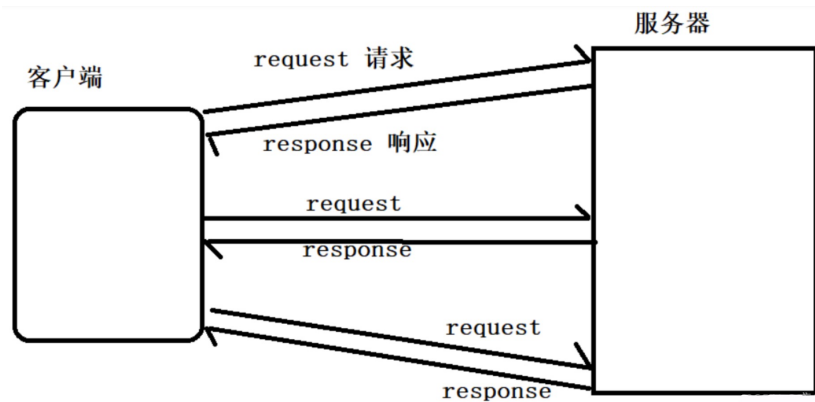 服务器
request 请求
客户端
response 响应
request
response
request
response